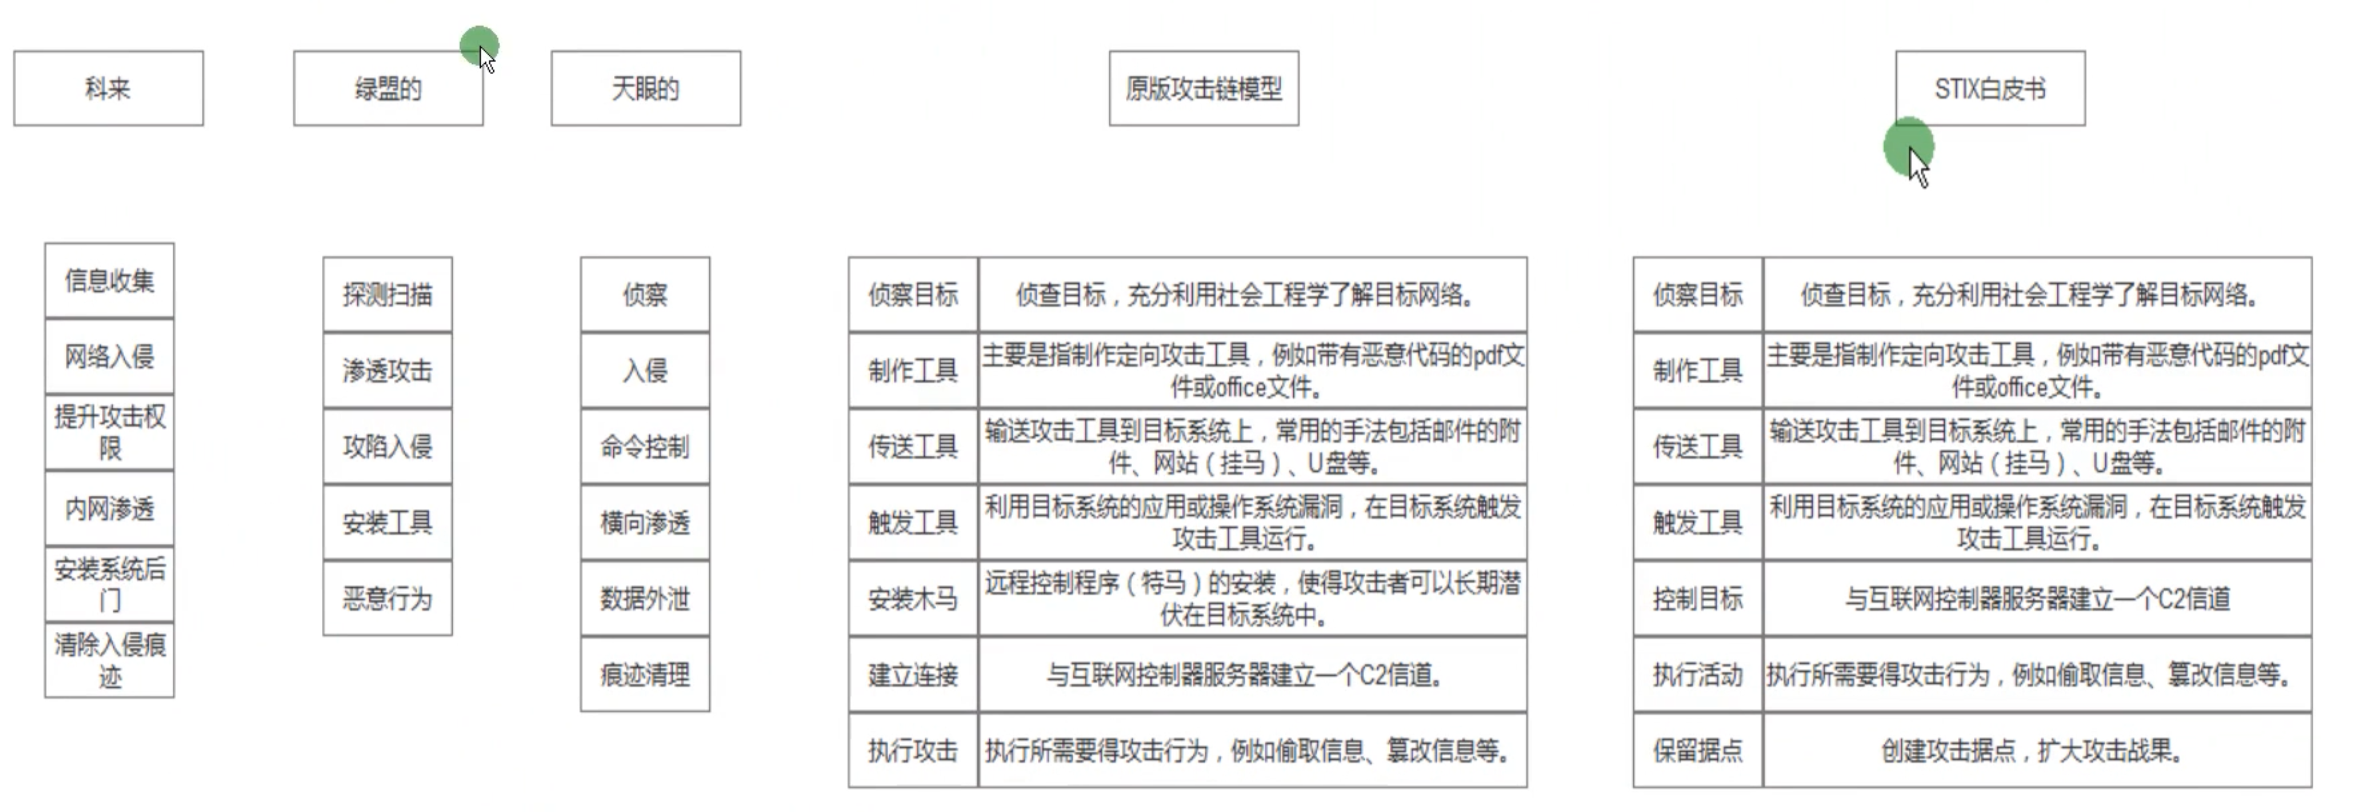 科来
绿盟的
天眼的
原版攻击链模型
STIX白皮书
信息收集
网络入侵
提升攻击权
限
内网渗透
安装系统后
门
清除入侵痕
迹
探测扫描
渗透攻击
攻陷入侵
安装工具
恶意行为
侦察
入侵
命令控制
横向渗透
数据外泄
痕迹清理
侦察目标
侦查目标，充分利用社会工程学了解目标网络。
制作工具
主要是指制作定向攻击工具，例如带有恶意代码的pdf文
件或office文件。
传送工具
输送攻击工具到目标系统上，常用的手法包括邮件的附
件、网站（挂马）、U盘等。
触发工具
利用目标系统的应用或操作系统漏洞，在目标系统触发
攻击工具运行。
安装木马
远程控制程序（特马）的安装，使得攻击者可以长期潜
伏在目标系统中。
建立连接
与互联网控制器服务器建立一个C2信道。
执行攻击
执行所需要得攻击行为，例如偷取信息、篡改信息等。
侦察目标
侦查目标，充分利用社会工程学了解目标网络。
制作工具
主要是指制作定向攻击工具，例如带有恶意代码的pdf文
件或office文件。
传送工具
输送攻击工具到目标系统上，常用的手法包括邮件的附
件、网站（挂马）、U盘等。
触发工具
利用目标系统的应用或操作系统漏洞，在目标系统触发
攻击工具运行。
控制目标
与互联网控制器服务器建立一个C2信道
执行活动
执行所需要得攻击行为，例如偷取信息、篡改信息等。
保留据点
创建攻击据点，扩大攻击战果。